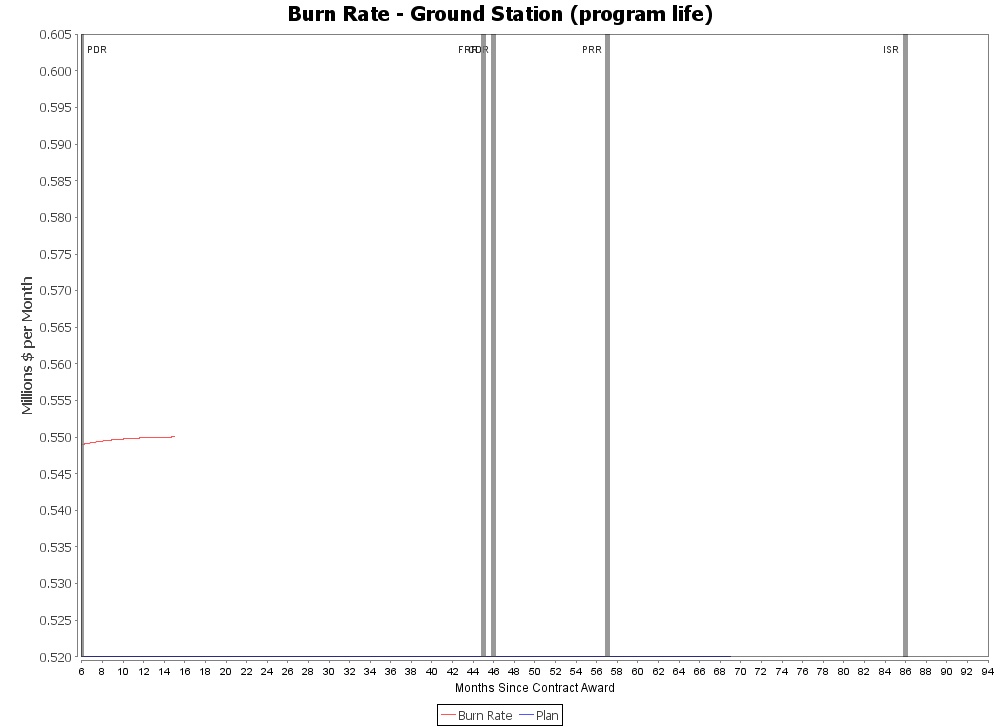 Burn Rate - Ground Station (program life)
Millions $ per Month
0.605
0.600
0.595
0.590
0.585
0.580
0.575
0.570
0.565
0.560
0.555
0.550
0.545
0.540
0.535
0.530
0.525
0.520
PDR
FRR
CDR
PRR
ISR
6 8 10 12 14 16 18 20 22 24 26 28 30 32 34 36 38 40 42 44 46 48 50 52 54 56 58 60 62 64 66 68 70 72 74 76 78 80 82 84 86 88 90 92 94
Months Since Contract Award
Burn Rate Plan